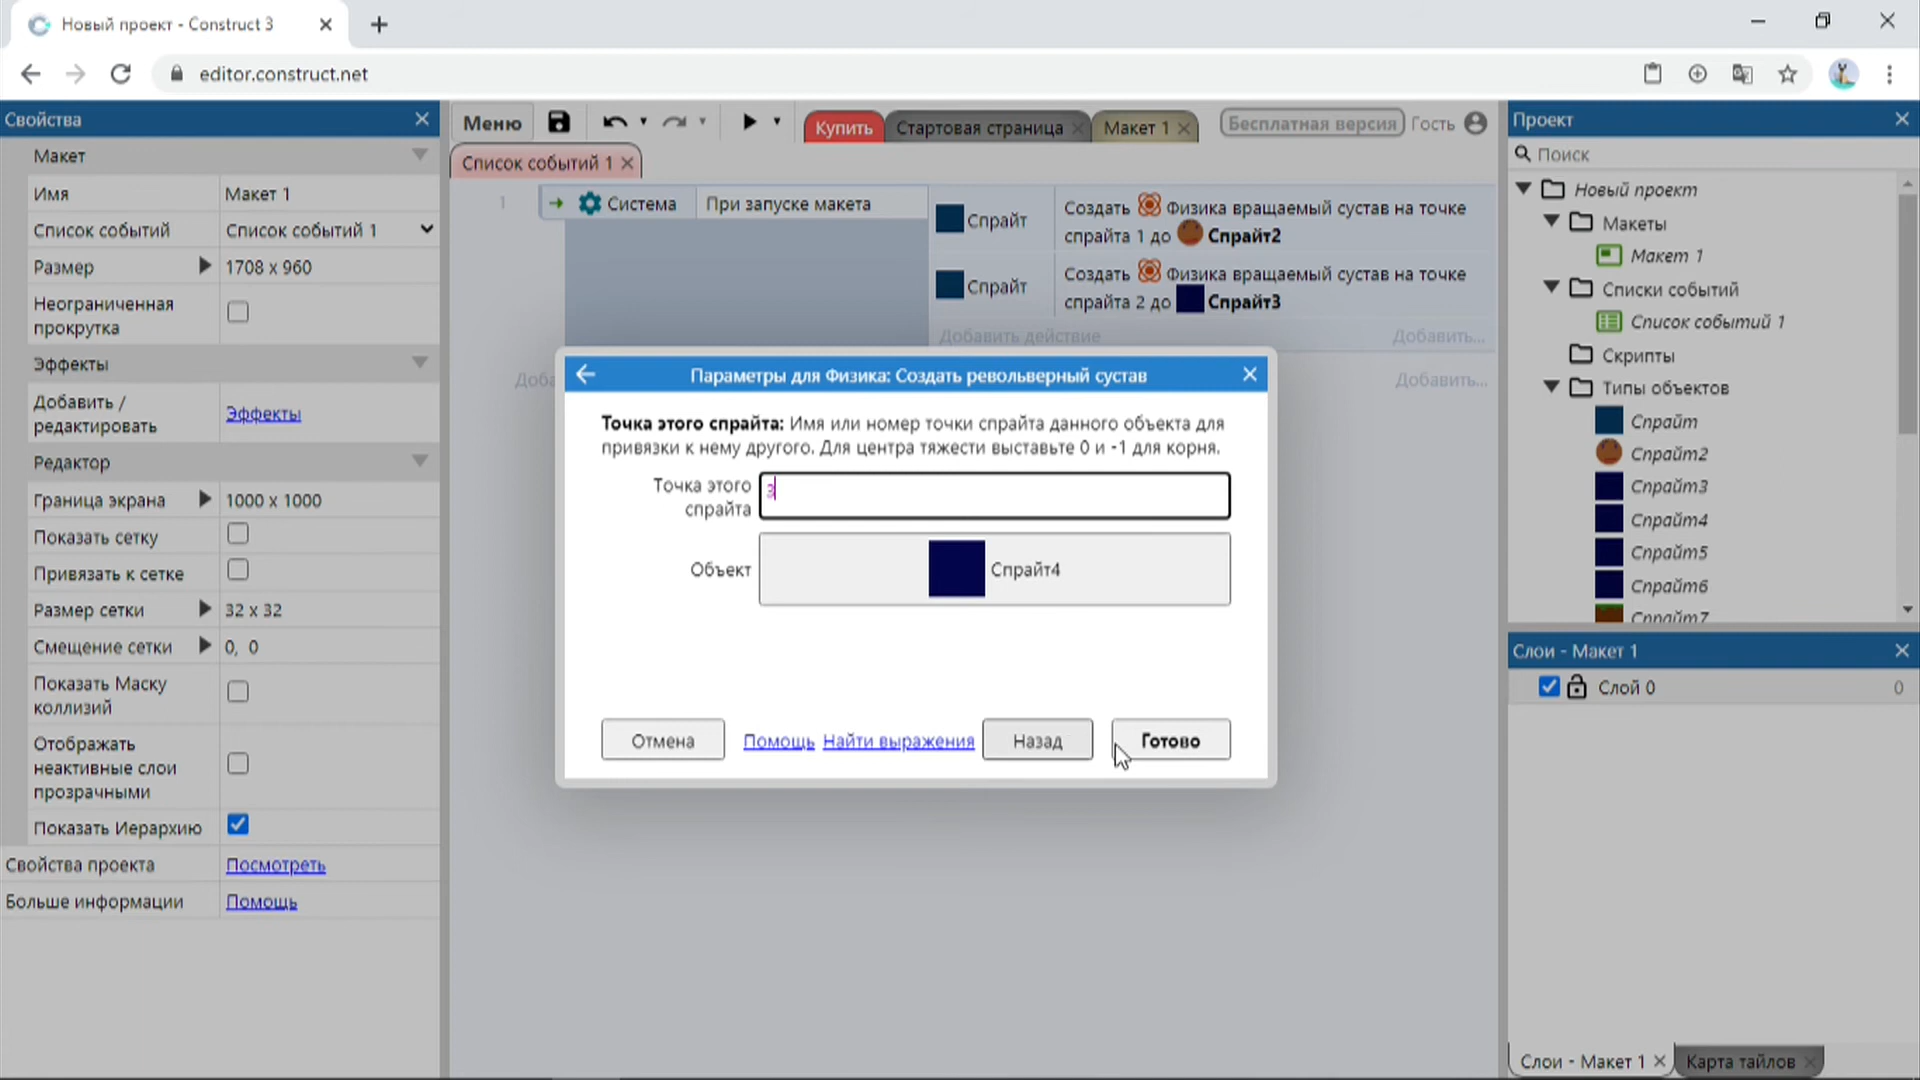 Новый проект - Construct 3
editor.construct.net
Свойства
Макет
Имя Макет 1
Список событий Список событий 1
Размер 1708 x 960
Неограниченная
прокрутка
Эффекты
Добавить /
редактировать
Эффекты
Редактор
Граница экрана 1000 x 1000
Показать сетку
Привязать к сетке
Размер сетки 32 x 32
Смещение сетки 0, 0
Показать Маску
коллизий
Отображать
неактивные слои
прозрачными
Показать Иерархию
Свойства проекта Посмотреть
Больше информации Помощь
Меню
Купить
Стартовая страница
Макет 1
Бесплатная версия
Гость
Список событий 1
1
Система
При запуске макета
Спрайт
Создать Физика вращаемый сустав на точке
спрайта 1 до Спрайт2
Спрайт
Создать Физика вращаемый сустав на точке
спрайта 2 до Спрайт3
Добавить действие
Добавить...
Доба
Добавить...
Параметры для Физика: Создать револьверный сустав
Точка этого спрайта: Имя или номер точки спрайта данного объекта для
привязки к нему другого. Для центра тяжести выставьте 0 и -1 для корня.
Точка этого
спрайта
3
Объект
Спрайт4
Отмена
Помощь
Найти выражения
Назад
Готово
Проект
Поиск
Новый проект
Макеты
Макет 1
Списки событий
Список событий 1
Скрипты
Типы объектов
Спрайт
Спрайт2
Спрайт3
Спрайт4
Спрайт5
Спрайт6
Спрайт7
Слои - Макет 1
Слой 0
0
Слои - Макет 1
Карта тайлов